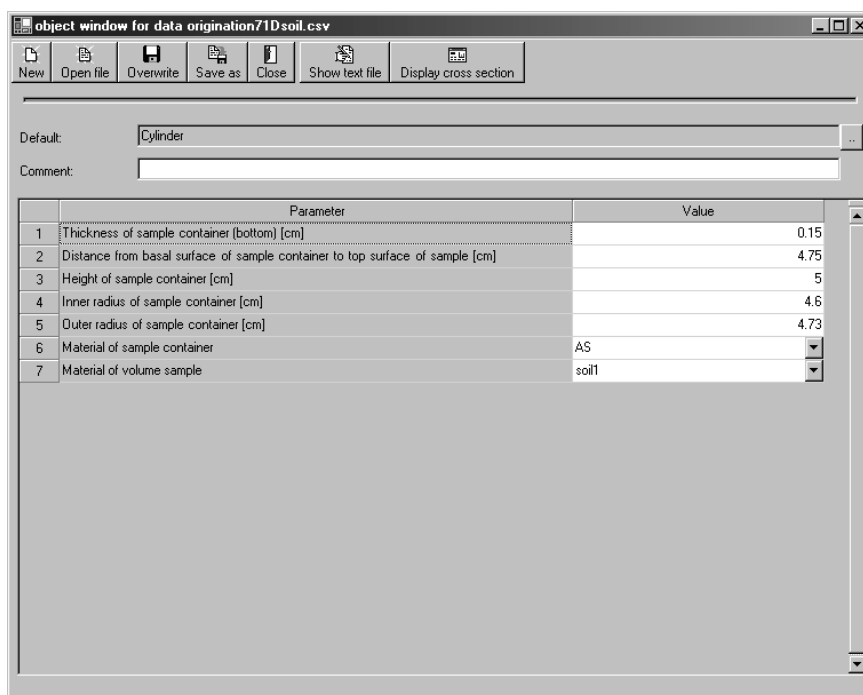 object window for data origination71Dsoil.csv
New Open file Overwrite Save as Close Show text file Display cross section
Default: Cylinder ..
Comment:
Parameter Value
1 Thickness of sample container (bottom) [cm] 0.15
2 Distance from basal surface of sample container to top surface of sample [cm] 4.75
3 Height of sample container [cm] 5
4 Inner radius of sample container [cm] 4.6
5 Outer radius of sample container [cm] 4.73
6 Material of sample container AS
7 Material of volume sample soil1